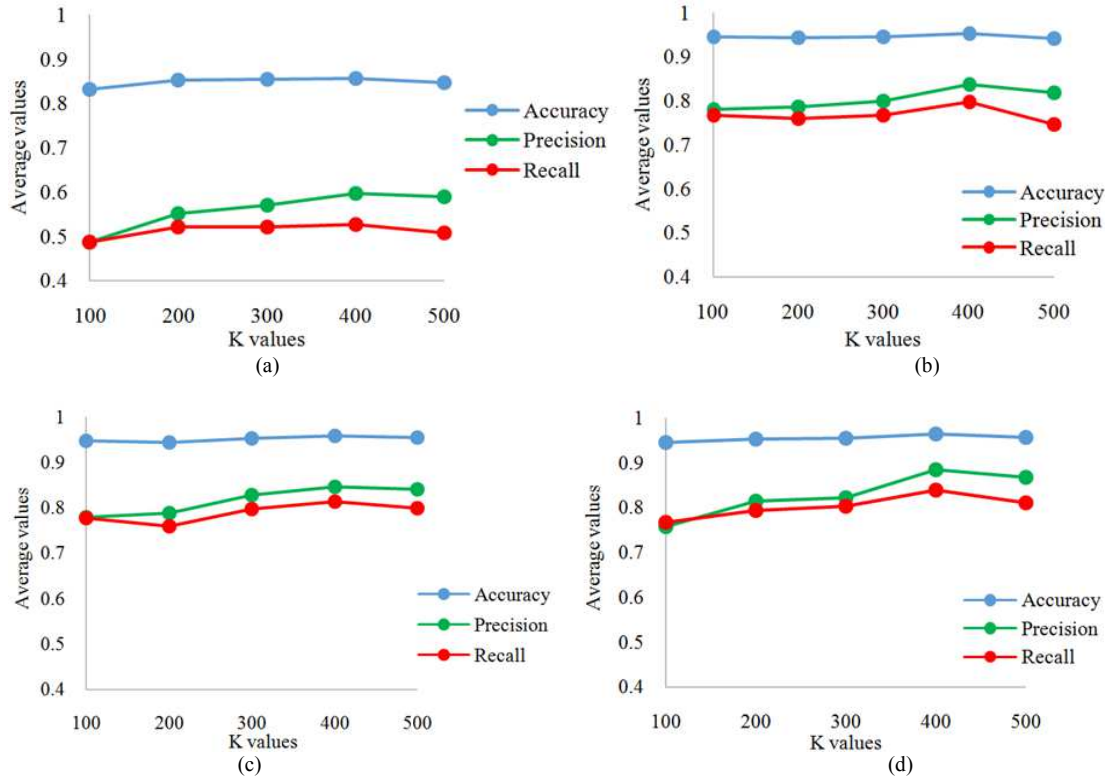 1
0.9
0.8
0.7
0.6
0.5
0.4
Average values
100 200 300 400 500
K values
Accuracy
Precision
Recall
(a)
1
0.9
0.8
0.7
0.6
0.5
0.4
Average values
100 200 300 400 500
K values
Accuracy
Precision
Recall
(b)
1
0.9
0.8
0.7
0.6
0.5
0.4
Average values
100 200 300 400 500
K values
Accuracy
Precision
Recall
(c)
1
0.9
0.8
0.7
0.6
0.5
0.4
Average values
100 200 300 400 500
K values
Accuracy
Precision
Recall
(d)